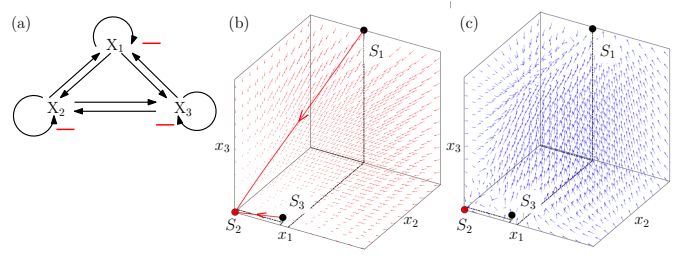 (a)
X₁
X₂
X₃
(b)
S₁
x₃
S₃
S₂
x₁
x₂
(c)
S₁
x₃
S₃
S₂
x₁
x₂